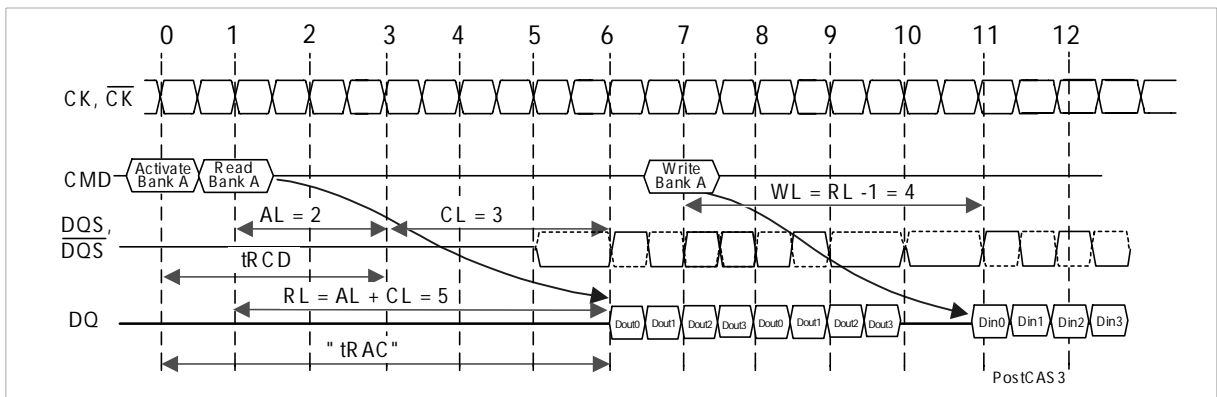 0 1 2 3 4 5 6 7 8 9 10 11 12
CK, CK
CMD
Activate
Bank A
Read
Bank A
Write
Bank A
WL = RL -1 = 4
AL = 2
CL = 3
DQS,
DQS
tRCD
RL = AL + CL = 5
DQ
Dout0 Dout1 Dout2 Dout3 Dout0 Dout1 Dout2 Dout3
Din0 Din1 Din2 Din3
" tRAC"
PostCAS3